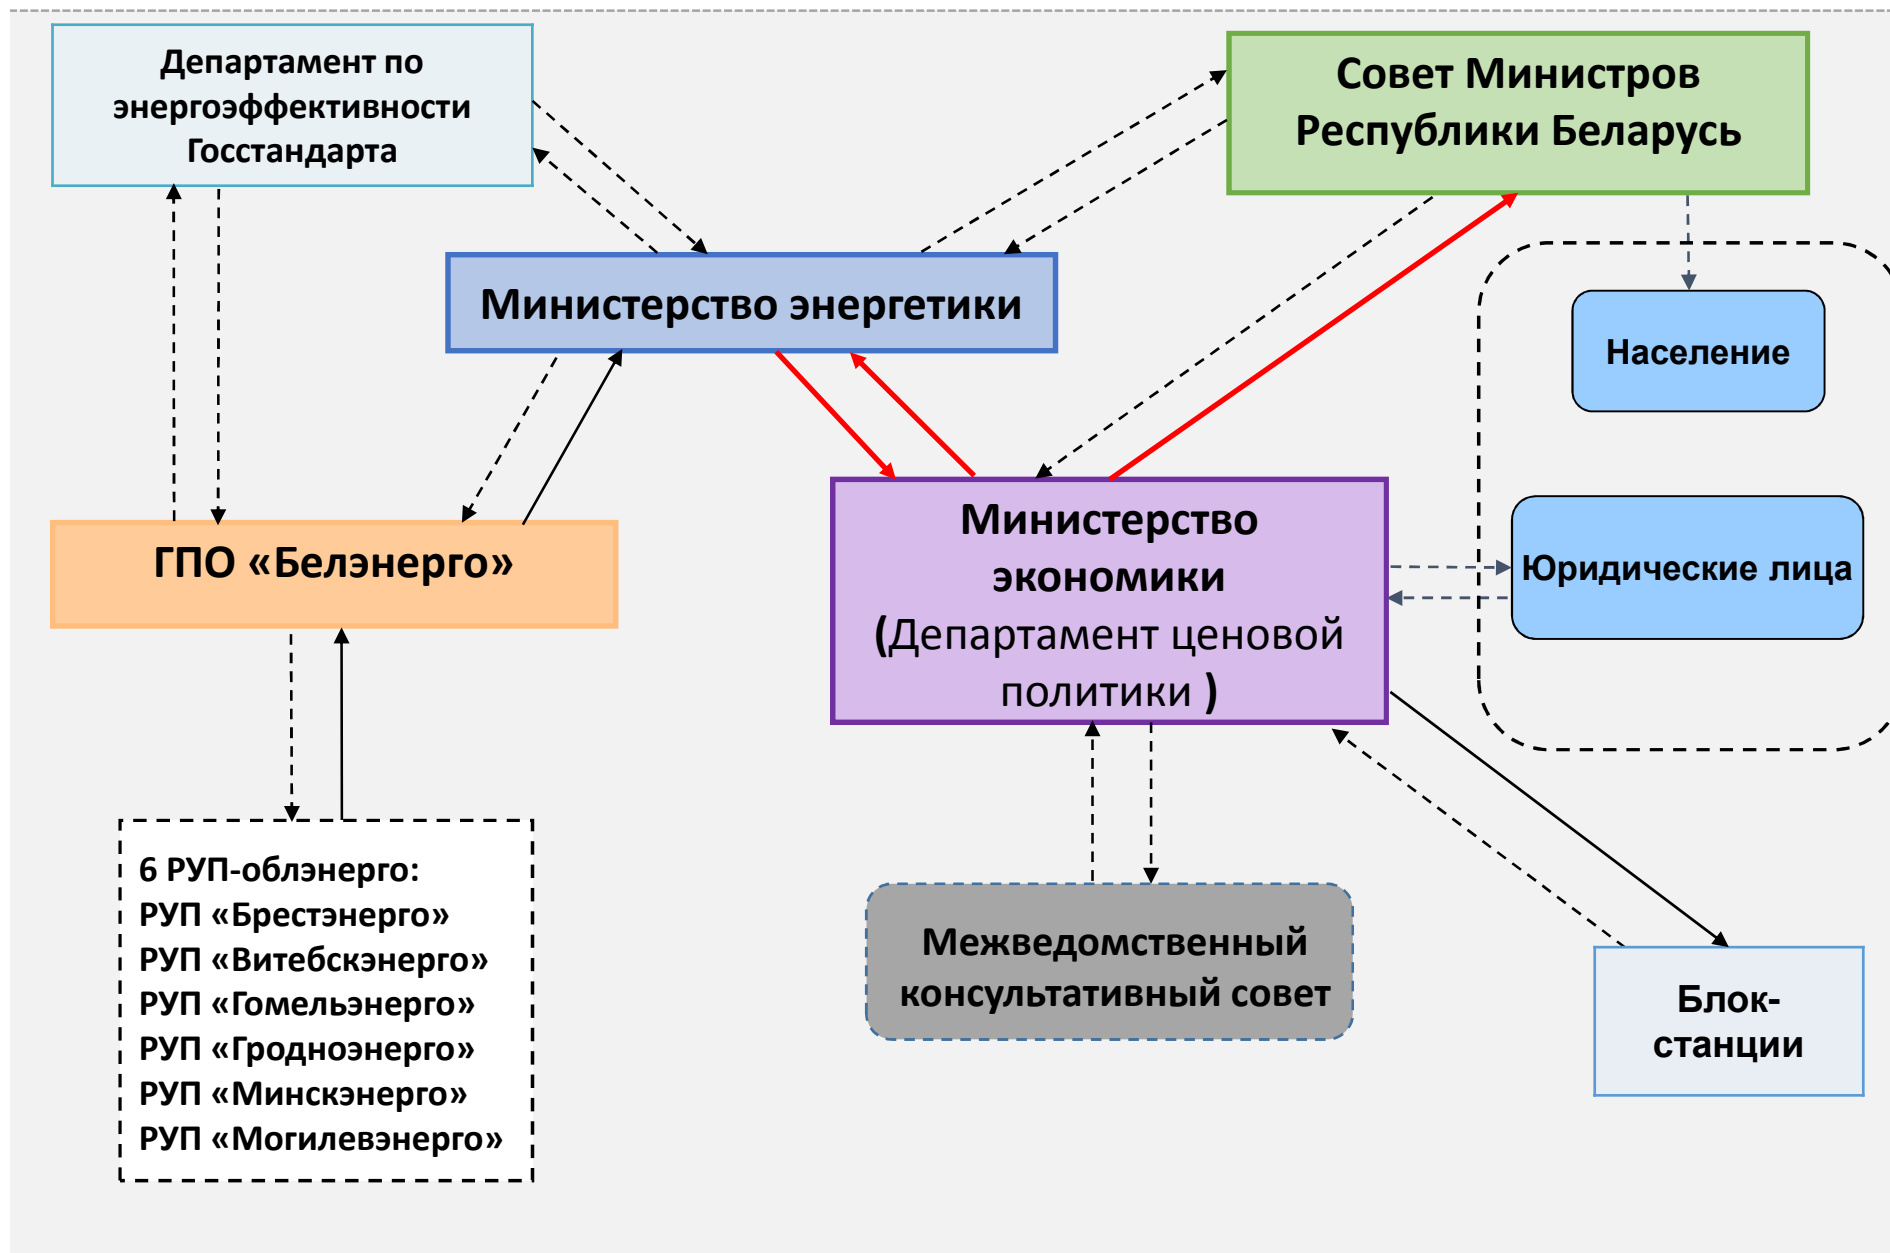 Департамент по
энергоэффективности
Госстандарта
Совет Министров
Республики Беларусь
Министерство энергетики
Население
ГПО «Белэнерго»
Министерство
экономики
(Департамент ценовой
политики )
Юридические лица
6 РУП-облэнерго:
РУП «Брестэнерго»
РУП «Витебскэнерго»
РУП «Гомельэнерго»
РУП «Гродноэнерго»
РУП «Минскэнерго»
РУП «Могилевэнерго»
Межведомственный
консультативный совет
Блок-
станции